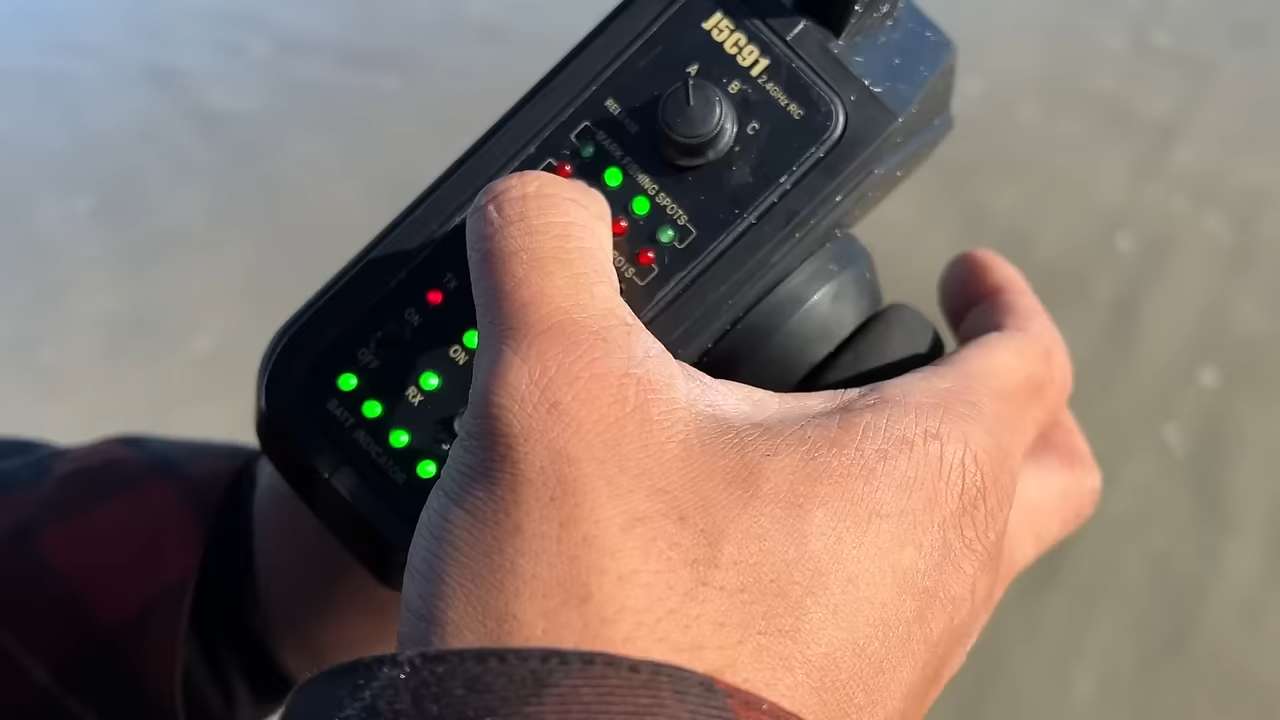 J5C91
2.4GHz RC
A
B
C
MARK FISHING SPOTS
TX
ON
OFF
ON
RX
BATT INDICATOR